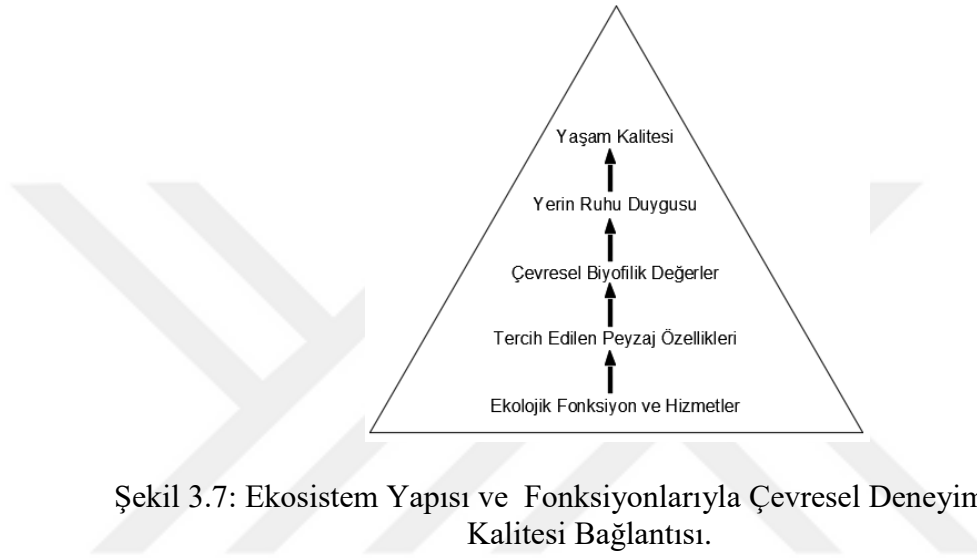 Yaşam Kalitesi
Yerin Ruhu Duygusu
Çevresel Biyofilik Değerler
Tercih Edilen Peyzaj Özellikleri
Ekolojik Fonksiyon ve Hizmetler
Şekil 3.7: Ekosistem Yapısı ve Fonksiyonlarıyla Çevresel Deneyim
Kalitesi Bağlantısı.